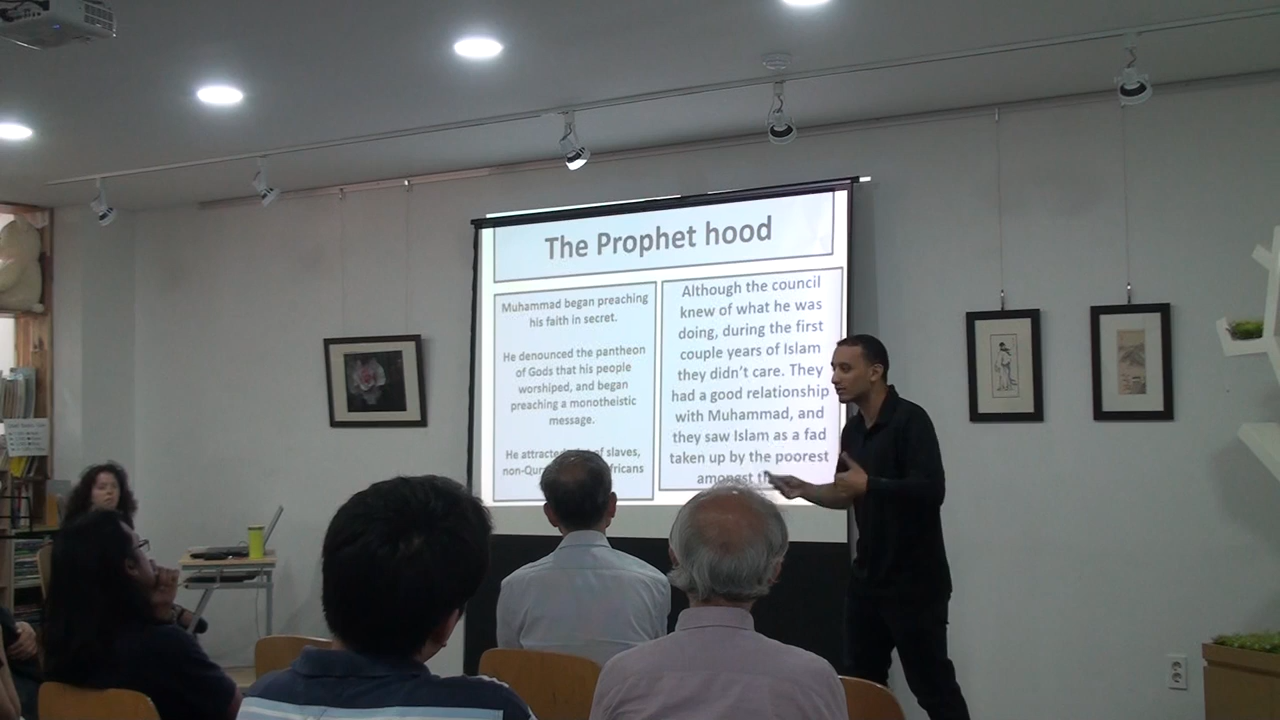 The Prophet hood
Muhammad began preaching
his faith in secret.
He denounced the pantheon
of Gods that his people
worshiped, and began
preaching a monotheistic
message.
He attracted of slaves,
Although the council
knew of what he was
doing, during the first
couple years of Islam
they didn't care. They
had a good relationship
with Muhammad, and
they saw Islam as a fad
taken up by the poorest
amongst